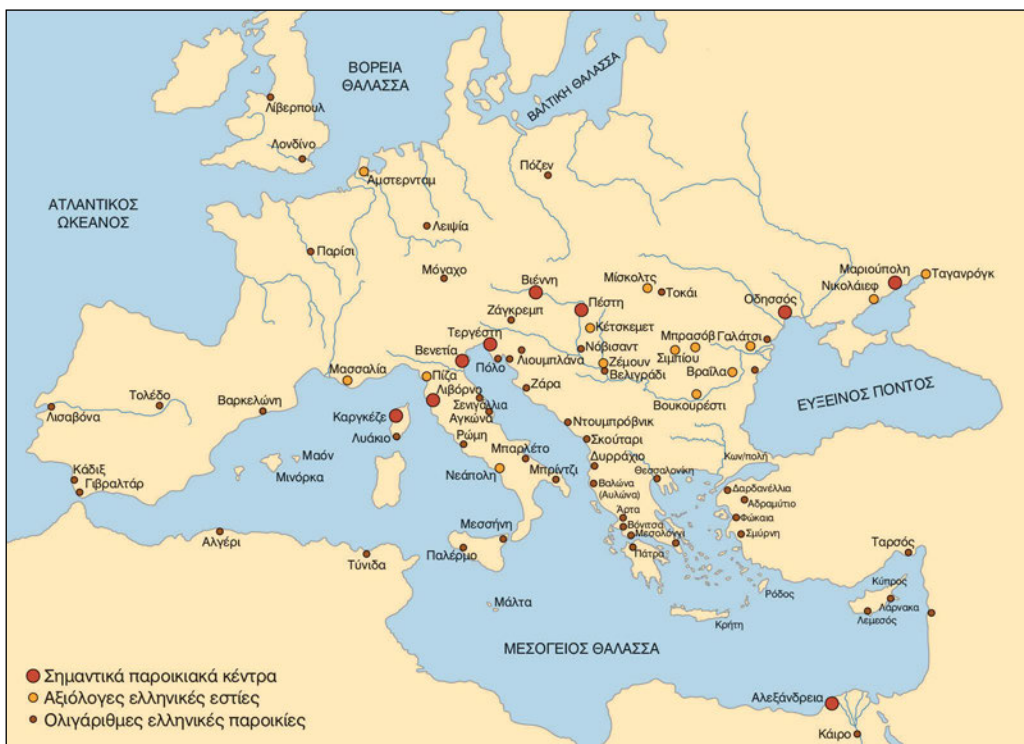 ΒΟΡΕΙΑ
ΘΑΛΑΣΣΑ
ΒΑΛΤΙΚΗ ΘΑΛΑΣΣΑ
Λίβερπουλ
Λονδίνο
Πόζεν
Άμστερνταμ
ΑΤΛΑΝΤΙΚΟΣ
ΩΚΕΑΝΟΣ
Λειψία
Παρίσι
Μόναχο
Βιέννη
Μίσκολτς
Τοκάι
Μαριούπολη
Ταγανρόγκ
Νικολάιεφ
Πέστη
Οδησσός
Ζάγκρεμπ
Κέτσκεμετ
Τεργέστη
Νόβισαντ
Μπρασόβ
Γαλάτσι
Σιμπίου
Βενετία
Πόλο
Λιουμπλάνα
Ζέμουν
Βελιγράδι
Βραΐλα
Μασσαλία
Πίζα
Λιβόρνο
Ζάρα
Βουκουρέστι
ΕΥΞΕΙΝΟΣ ΠΟΝΤΟΣ
Σενιγάλλια
Αγκώνα
Τολέδο
Βαρκελώνη
Λισαβόνα
Καργκέζε
Λυάκιο
Ρώμη
Ντουμπρόβνικ
Σκούταρι
Μπαρλέτο
Δυρράχιο
Κων/πολή
Μαόν
Μινόρκα
Νεάπολη
Μπρίντζι
Θεσσαλονίκη
Κάδιξ
Γιβραλτάρ
Βαλώνα
(Αυλώνα)
Δαρδανέλλια
Αδραμύτιο
Άρτα
Βόνιτσα
Μεσολόγγι
Φώκαια
Σμύρνη
Πάτρα
Αλγέρι
Τύνιδα
Μεσσήνη
Παλέρμο
Ταρσός
Μάλτα
Ρόδος
Κύπρος
Λάρνακα
Λεμεσός
Κρήτη
ΜΕΣΟΓΕΙΟΣ ΘΑΛΑΣΣΑ
Αλεξάνδρεια
Κάιρο
Σημαντικά παροικιακά κέντρα
Αξιόλογες ελληνικές εστίες
Ολιγάριθμες ελληνικές παροικίες